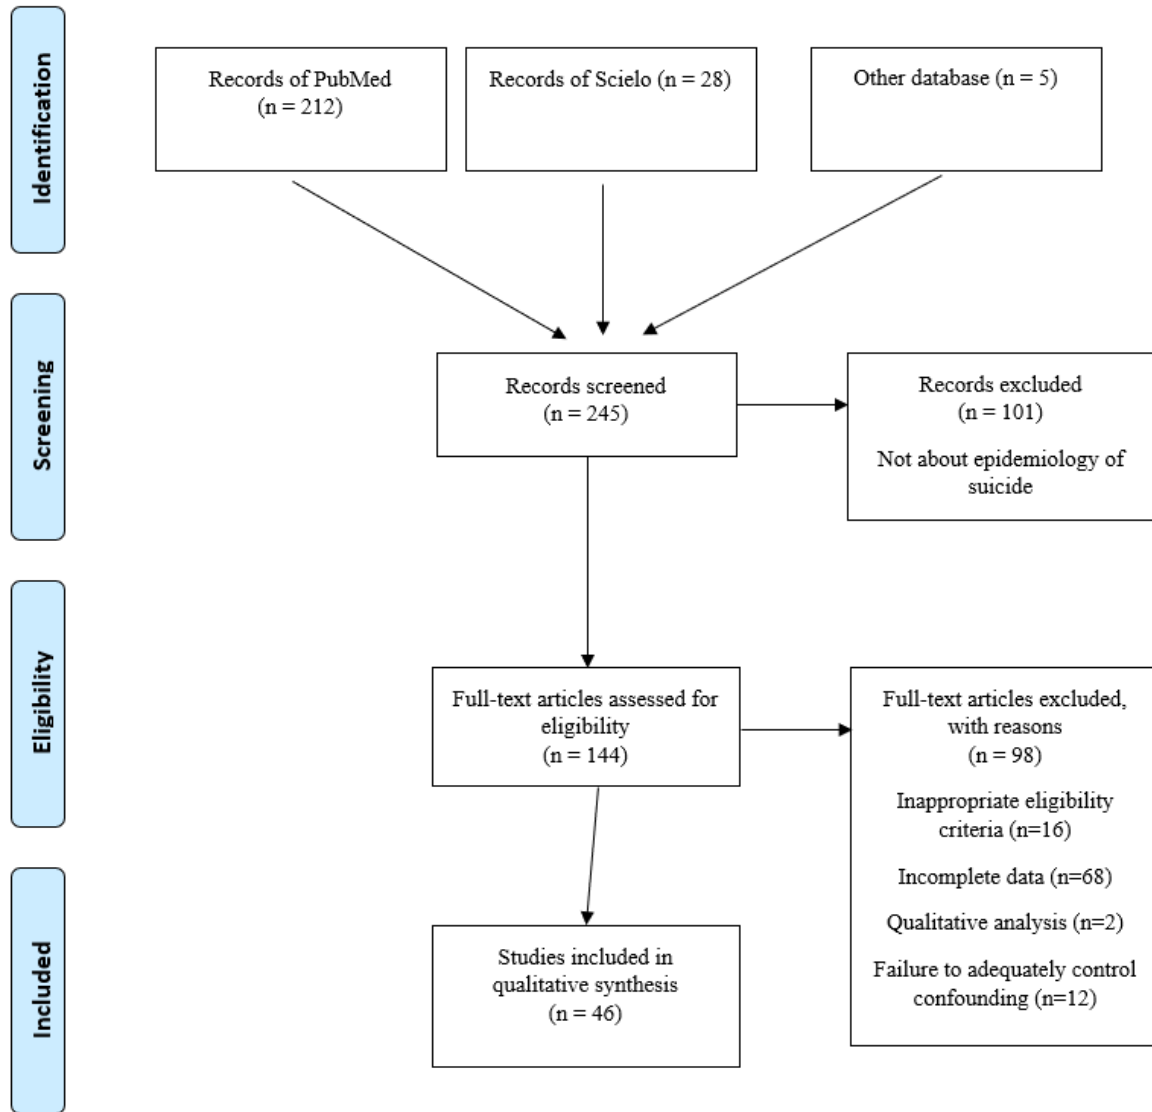 Identification
Records of PubMed
(n = 212)
Records of Scielo (n = 28)
Other database (n = 5)
Screening
Records screened
(n = 245)
Records excluded
(n = 101)
Not about epidemiology of
suicide
Eligibility
Full-text articles assessed for
eligibility
(n = 144)
Full-text articles excluded,
with reasons
(n = 98)
Inappropriate eligibility
criteria (n=16)
Incomplete data (n=68)
Qualitative analysis (n=2)
Failure to adequately control
confounding (n=12)
Included
Studies included in
qualitative synthesis
(n = 46)